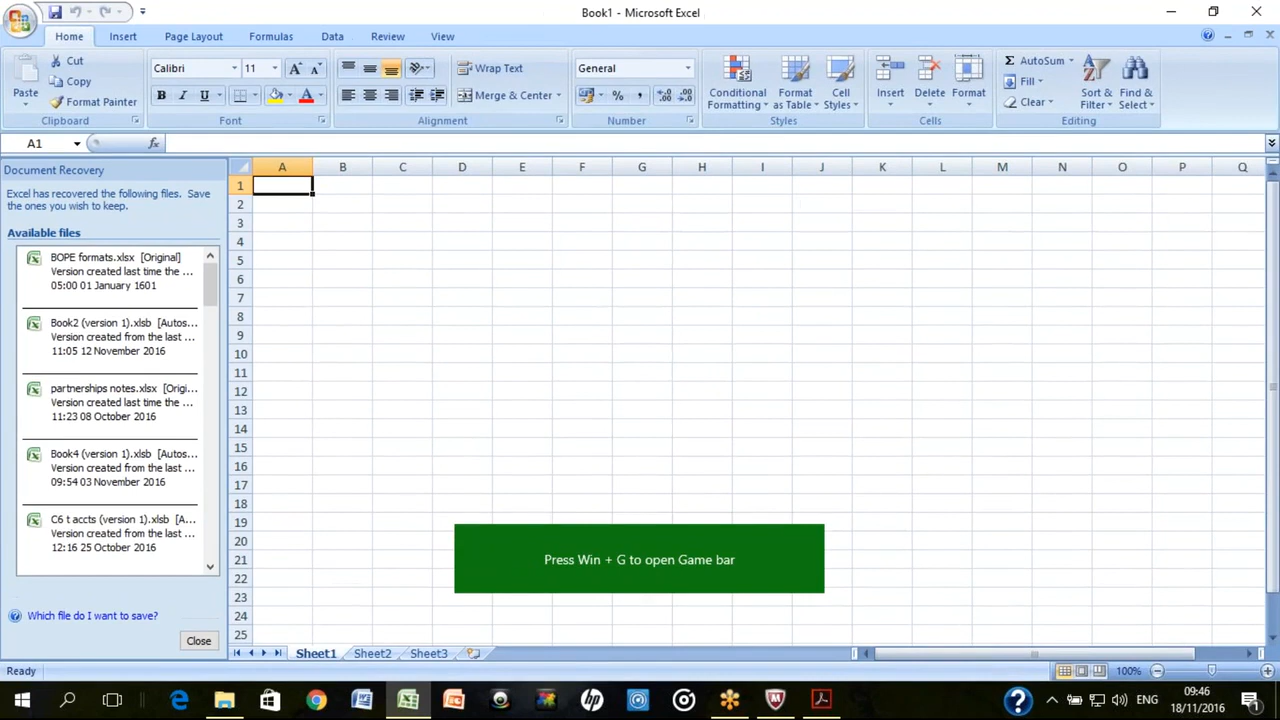 Book1 - Microsoft Excel
Home Insert Page Layout Formulas Data Review View
Paste
Cut
Copy
Format Painter
Clipboard
Calibri 11
B I U A
Font
Wrap Text
Merge & Center
Alignment
General
% ,
Number
Conditional Formatting
Format as Table
Cell Styles
Styles
Insert Delete Format
Cells
Σ AutoSum
Fill
Clear
Sort & Filter
Find & Select
Editing
A1 fx
Document Recovery
Excel has recovered the following files. Save
the ones you wish to keep.
Available files
BOPE formats.xlsx [Original]
Version created last time the ...
05:00 01 January 1601
Book2 (version 1).xlsb [Autos...
Version created from the last ...
11:05 12 November 2016
partnerships notes.xlsx [Origi...
Version created last time the ...
11:23 08 October 2016
Book4 (version 1).xlsb [Autos...
Version created from the last ...
09:54 03 November 2016
C6 t accts (version 1).xlsb [A...
Version created from the last ...
12:16 25 October 2016
Which file do I want to save?
Close
A B C D E F G H I J K L M N O P Q
1
2
3
4
5
6
7
8
9
10
11
12
13
14
15
16
17
18
19
20
21
22
23
24
25
Press Win + G to open Game bar
Sheet1 Sheet2 Sheet3
Ready
100%
ENG
09:46
18/11/2016